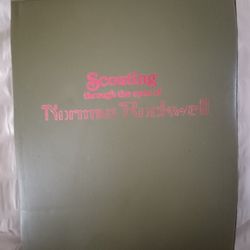 Scouting
through the eyes of
Norman Rockwell